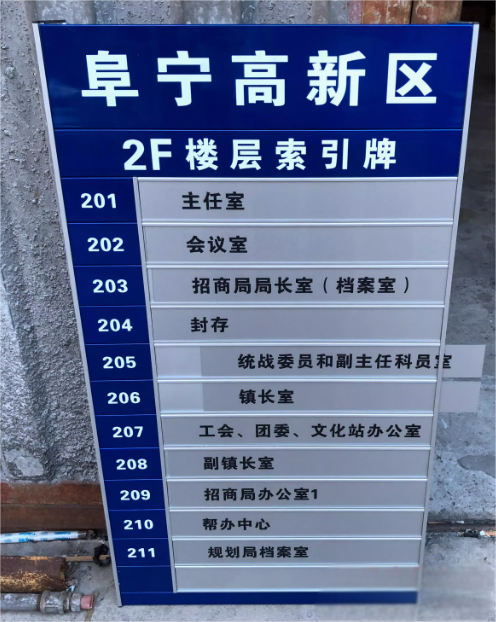 阜宁高新区
2F楼层索引牌
201 主任室
202 会议室
203 招商局局长室（档案室）
204 封存
205 统战委员和副主任科员室
206 镇长室
207 工会、团委、文化站办公室
208 副镇长室
209 招商局办公室1
210 帮办中心
211 规划局档案室